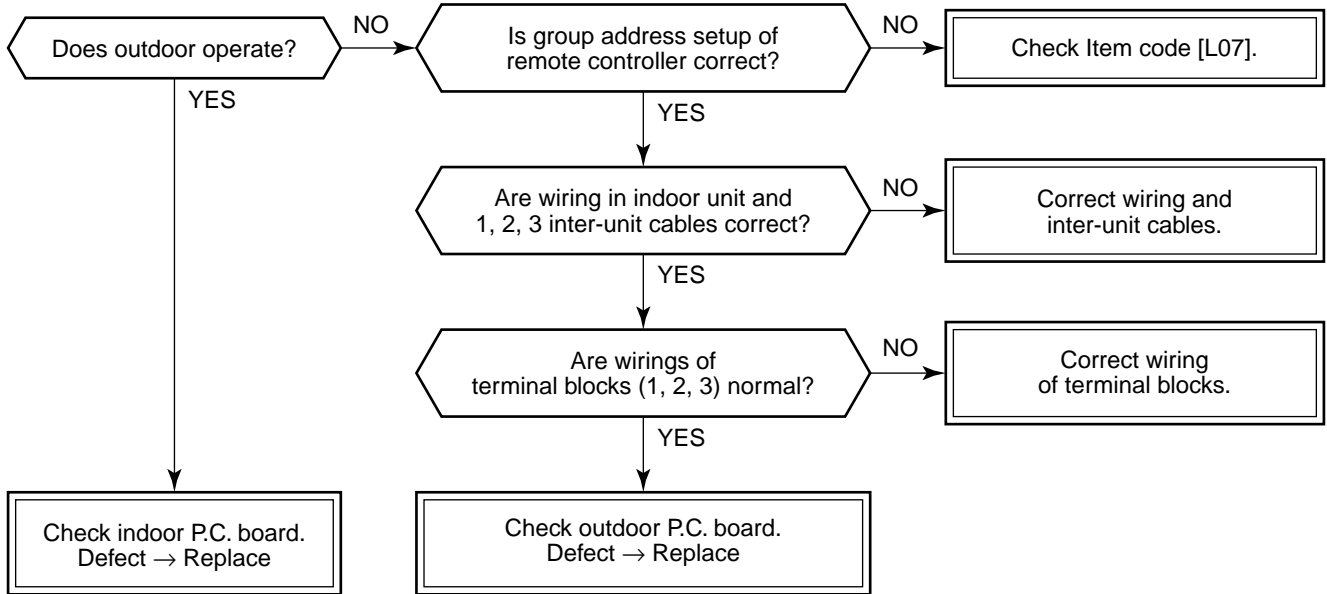 Does outdoor operate?
NO
Is group address setup of
remote controller correct?
NO
Check Item code [L07].
YES
YES
Are wiring in indoor unit and
1, 2, 3 inter-unit cables correct?
NO
Correct wiring and
inter-unit cables.
YES
Are wirings of
terminal blocks (1, 2, 3) normal?
NO
Correct wiring
of terminal blocks.
YES
Check indoor P.C. board.
Defect → Replace
Check outdoor P.C. board.
Defect → Replace